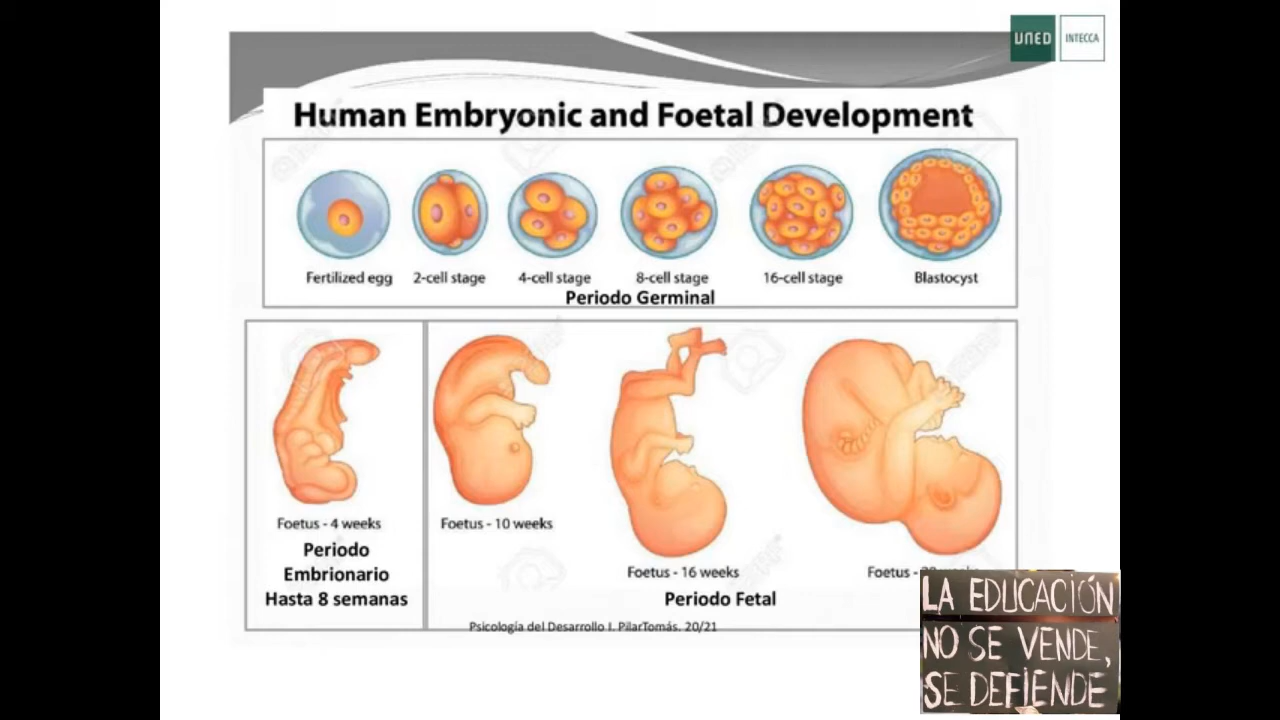 UNED INTECCA
Human Embryonic and Foetal Development
Fertilized egg 2-cell stage 4-cell stage 8-cell stage 16-cell stage Blastocyst
Periodo Germinal
Foetus - 4 weeks Foetus - 10 weeks
Periodo
Embrionario
Hasta 8 semanas
Foetus - 16 weeks Foetus -
Periodo Fetal
Psicología del Desarrollo I. PilarTomás. 20/21
LA EDUCACIÓN
NO SE VENDE,
SE DEFIENDE